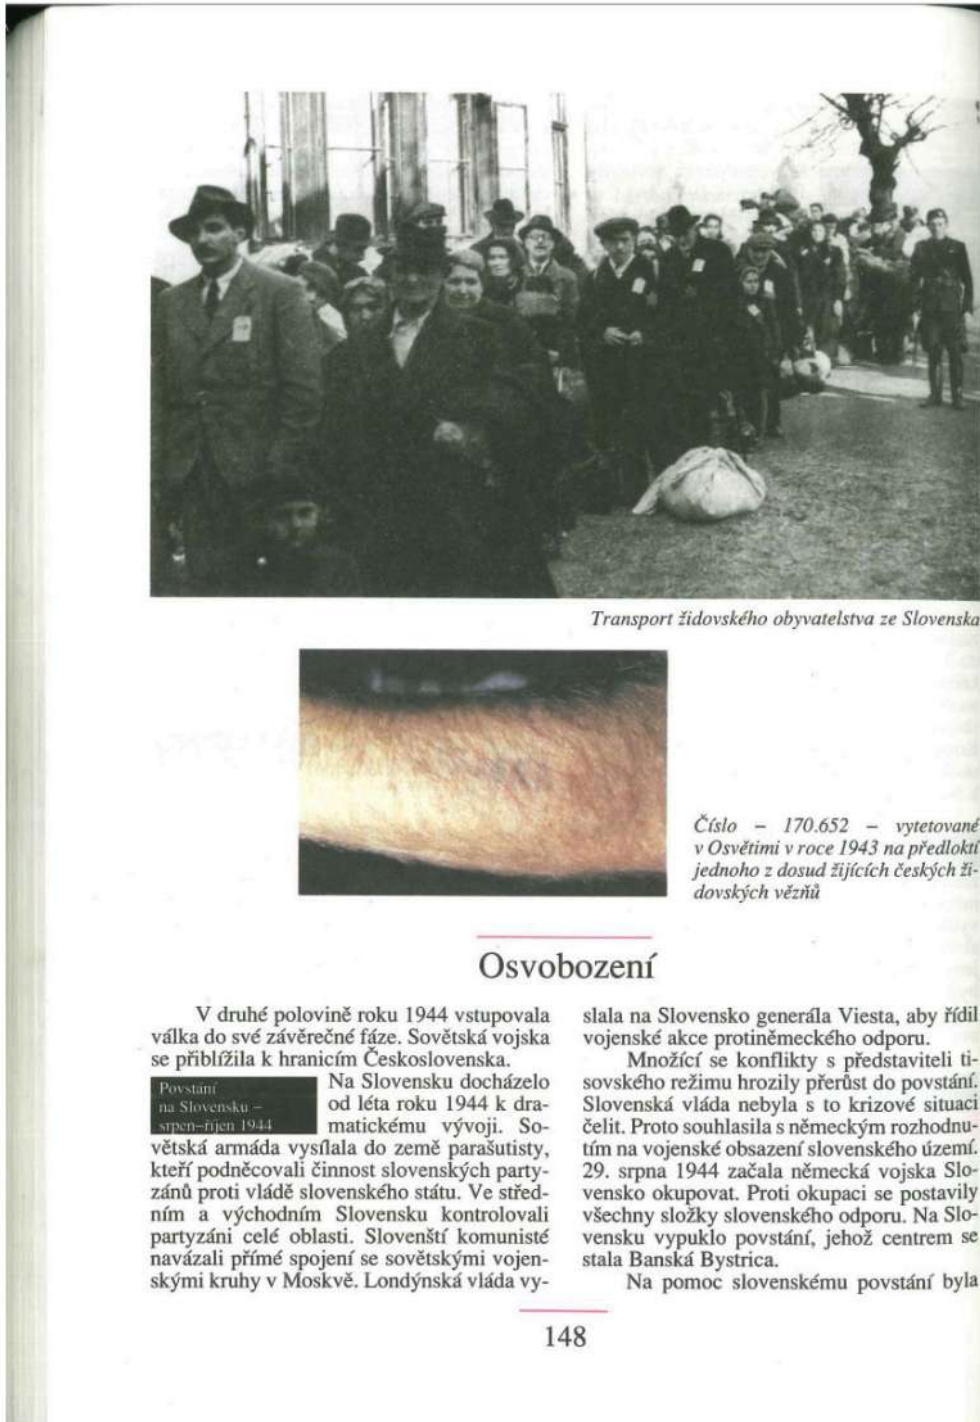 Transport židovského obyvatelstva ze Slovenska
Číslo – 170.652 – vytetované
v Osvětimi v roce 1943 na předloktí
jednoho z dosud žijících českých ži-
dovských vězňů
Osvobození
V druhé polovině roku 1944 vstupovala
válka do své závěrečné fáze. Sovětská vojska
se přiblížila k hranicím Československa.
Povstání
na Slovensku –
srpen–říjen 1944
Na Slovensku docházelo
od léta roku 1944 k dra-
matickému vývoji. So-
větská armáda vysílala do země parašutisty,
kteří podněcovali činnost slovenských party-
zánů proti vládě slovenského státu. Ve střed-
ním a východním Slovensku kontrolovali
partyzáni celé oblasti. Slovenští komunisté
navázali přímé spojení se sovětskými vojen-
skými kruhy v Moskvě. Londýnská vláda vy-
slala na Slovensko generála Viesta, aby řídil
vojenské akce protiněmeckého odporu.
Množící se konflikty s představiteli ti-
sovského režimu hrozily přerůst do povstání.
Slovenská vláda nebyla s to krizové situaci
čelit. Proto souhlasila s německým rozhodnu-
tím na vojenské obsazení slovenského území.
29. srpna 1944 začala německá vojska Slo-
vensko okupovat. Proti okupaci se postavily
všechny složky slovenského odporu. Na Slo-
vensku vypuklo povstání, jehož centrem se
stala Banská Bystrica.
Na pomoc slovenskému povstání byla
148